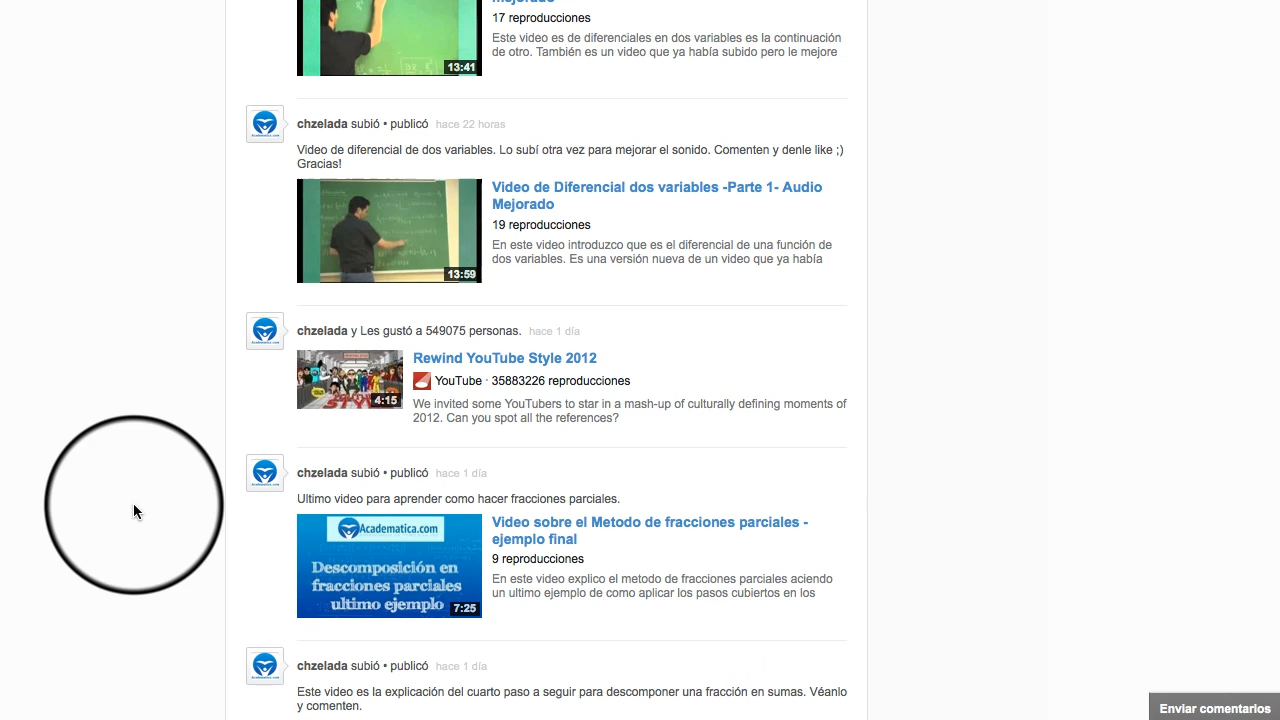 mejorado
17 reproducciones
Este video es de diferenciales en dos variables es la continuación
de otro. También es un video que ya había subido pero le mejore
13:41
chzelada subió • publicó hace 22 horas
Video de diferencial de dos variables. Lo subí otra vez para mejorar el sonido. Comenten y denle like ;)
Gracias!
Video de Diferencial dos variables -Parte 1- Audio
Mejorado
19 reproducciones
En este video introduzco que es el diferencial de una función de
dos variables. Es una versión nueva de un video que ya había
13:59
chzelada y Les gustó a 549075 personas. hace 1 día
Rewind YouTube Style 2012
YouTube · 35883226 reproducciones
We invited some YouTubers to star in a mash-up of culturally defining moments of
2012. Can you spot all the references?
4:15
chzelada subió • publicó hace 1 día
Ultimo video para aprender como hacer fracciones parciales.
Academatica.com
Descomposición en
fracciones parciales
ultimo ejemplo
7:25
Video sobre el Metodo de fracciones parciales -
ejemplo final
9 reproducciones
En este video explico el metodo de fracciones parciales aciendo
un ultimo ejemplo de como aplicar los pasos cubiertos en los
chzelada subió • publicó hace 1 día
Este video es la explicación del cuarto paso a seguir para descomponer una fracción en sumas. Véanlo
y comenten.
Enviar comentarios